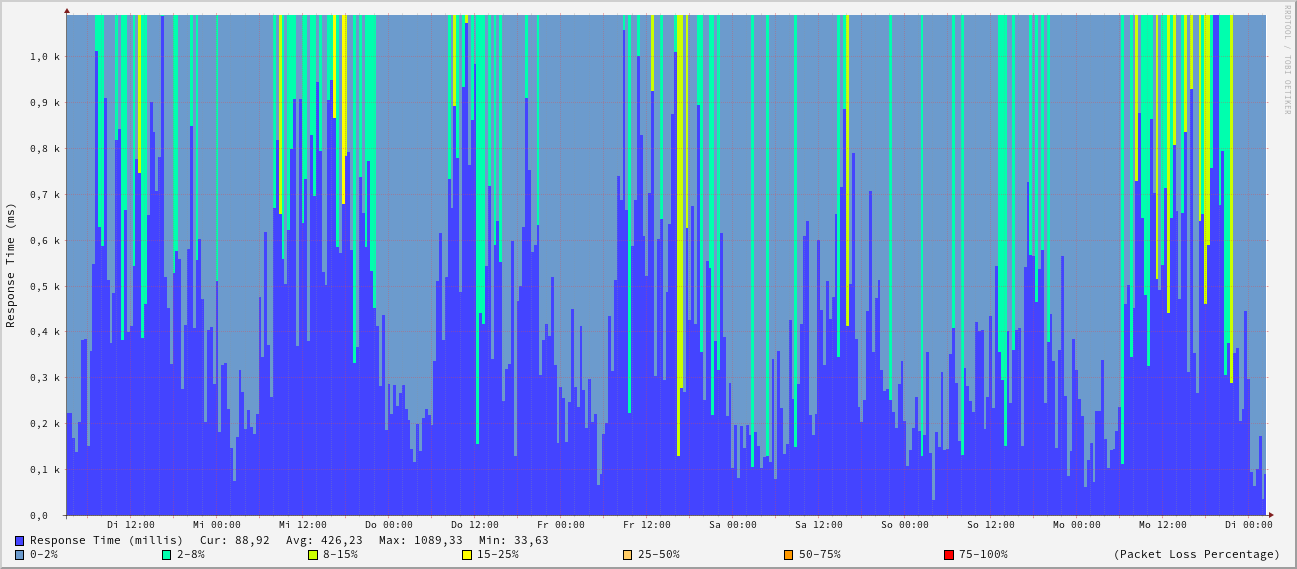 RRDTOOL / TOBI OETIKER
Response Time (ms)
1,0 k
0,9 k
0,8 k
0,7 k
0,6 k
0,5 k
0,4 k
0,3 k
0,2 k
0,1 k
0,0
Di 12:00 Mi 00:00 Mi 12:00 Do 00:00 Do 12:00 Fr 00:00 Fr 12:00 Sa 00:00 Sa 12:00 So 00:00 So 12:00 Mo 00:00 Mo 12:00 Di 00:00
Response Time (millis) Cur: 88,92 Avg: 426,23 Max: 1089,33 Min: 33,63
0-2% 2-8% 8-15% 15-25% 25-50% 50-75% 75-100% (Packet Loss Percentage)